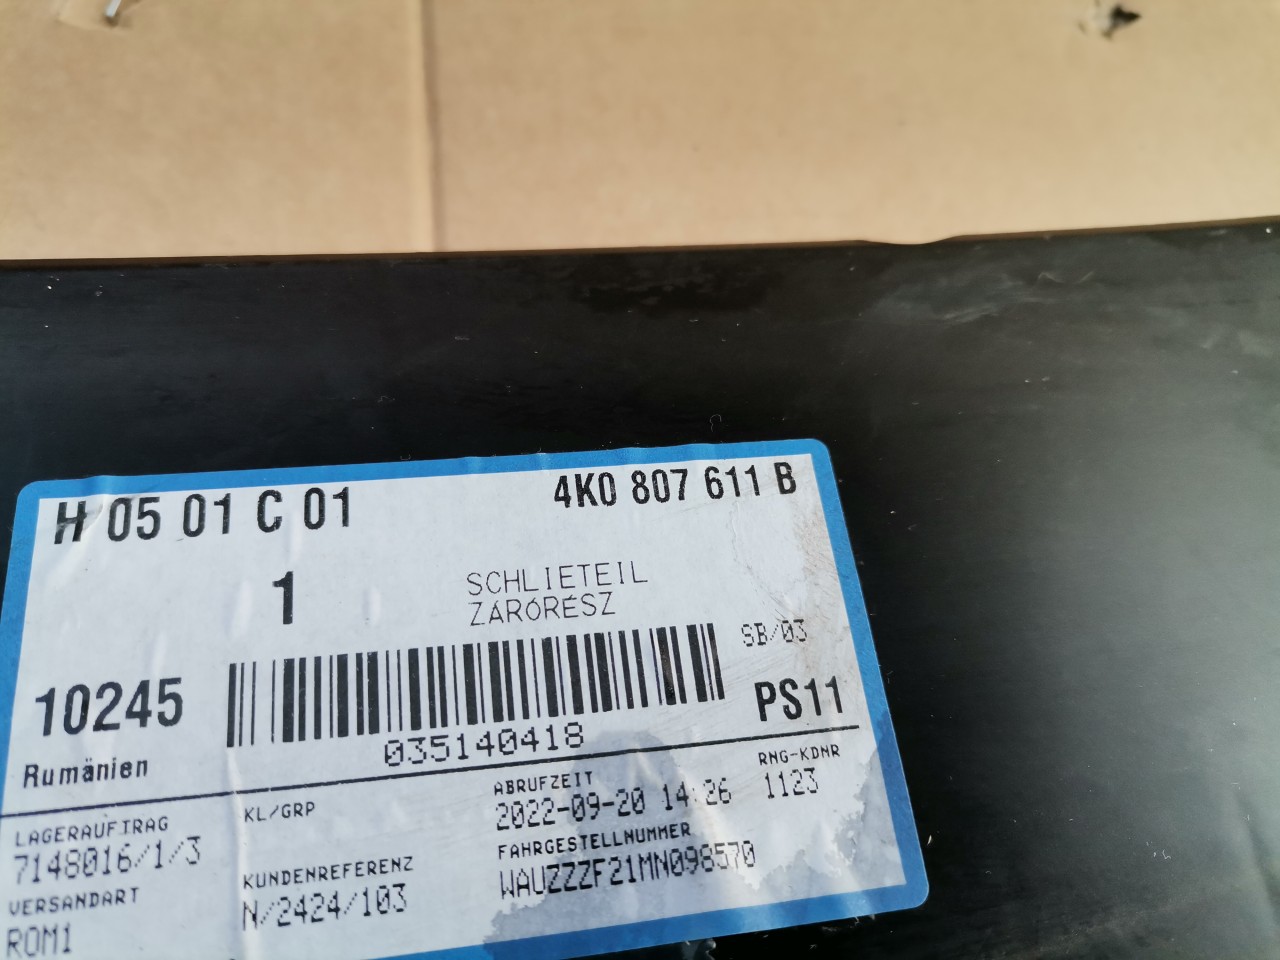 H 05 01 C 01
4K0 807 611 B
1
SCHLIETEIL
ZÁRÓRÉSZ
SB/03
10245
PS11
035140418
Rumänien
LAGERAUFTRAG
7148016/1/3
VERSANDART
ROM1
KL/GRP
KUNDENREFERENZ
N/2424/103
ABRUFZEIT
2022-09-20 14:26
FAHRGESTELLNUMMER
WAUZZZF21MN098570
RNG-KDNR
1123